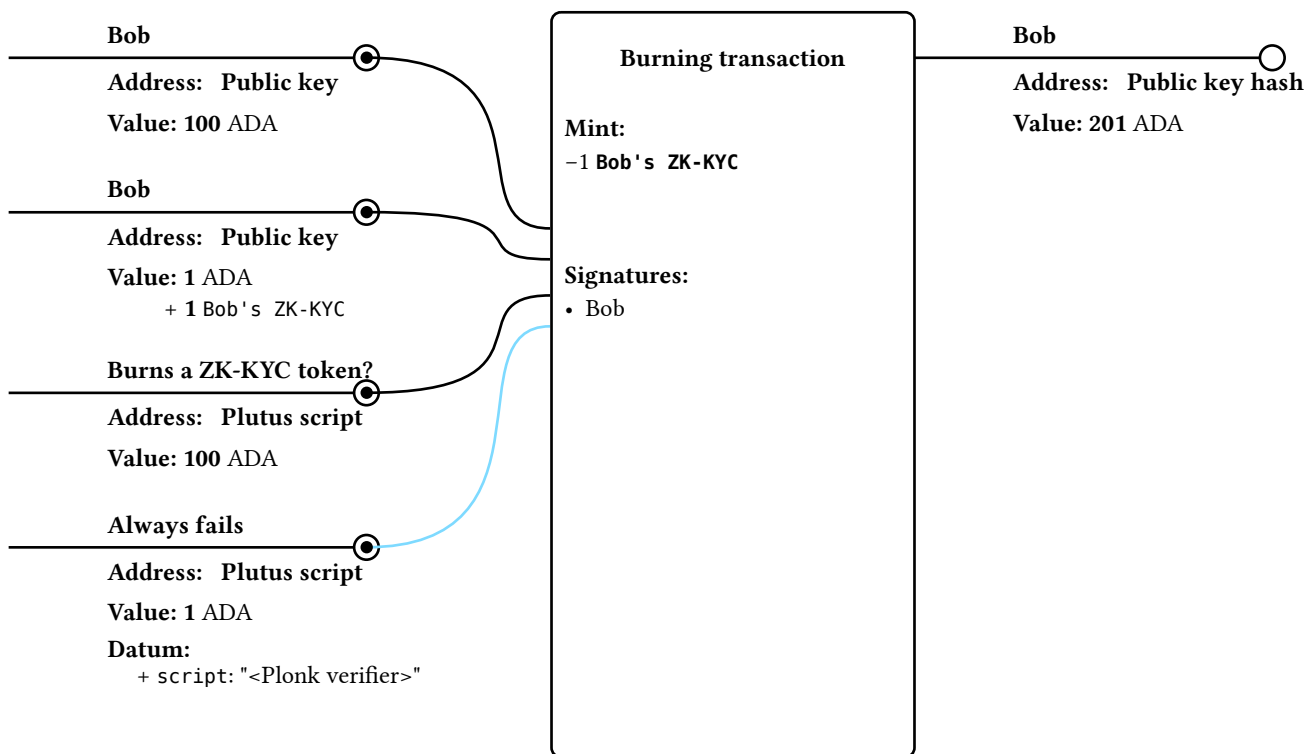 Bob
Address: Public key
Value: 100 ADA
Bob
Address: Public key
Value: 1 ADA
+ 1 Bob's ZK-KYC
Burns a ZK-KYC token?
Address: Plutus script
Value: 100 ADA
Always fails
Address: Plutus script
Value: 1 ADA
Datum:
+ script: "<Plonk verifier>"
Burning transaction
Mint:
−1 Bob's ZK-KYC
Signatures:
• Bob
Bob
Address: Public key hash
Value: 201 ADA